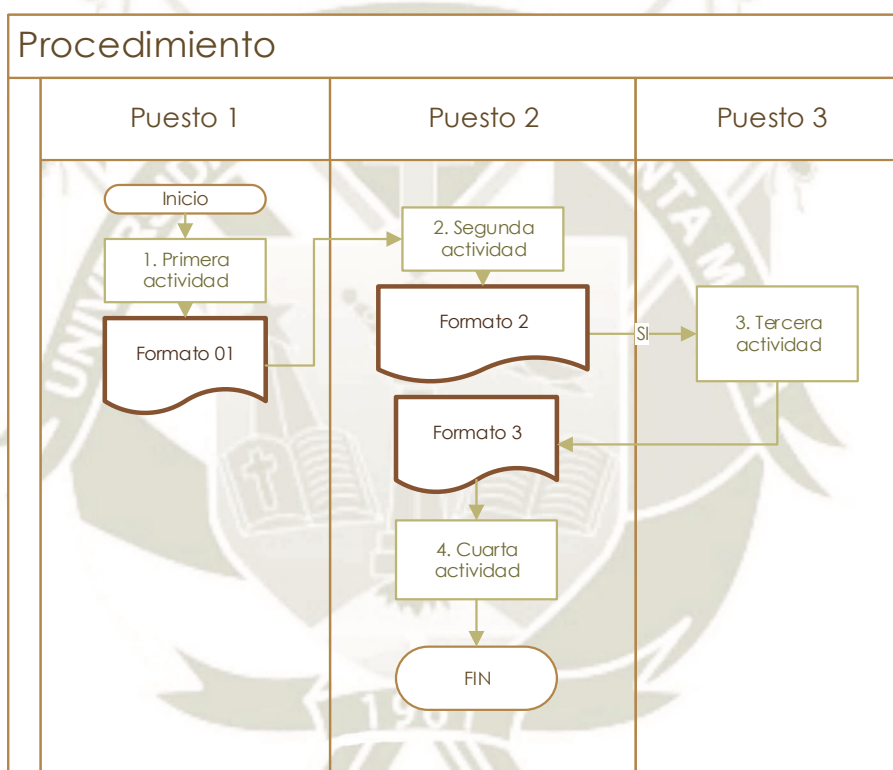 Procedimiento
Puesto 1
Puesto 2
Puesto 3
Inicio
1. Primera
actividad
Formato 01
2. Segunda
actividad
Formato 2
SI
3. Tercera
actividad
Formato 3
4. Cuarta
actividad
FIN
1961